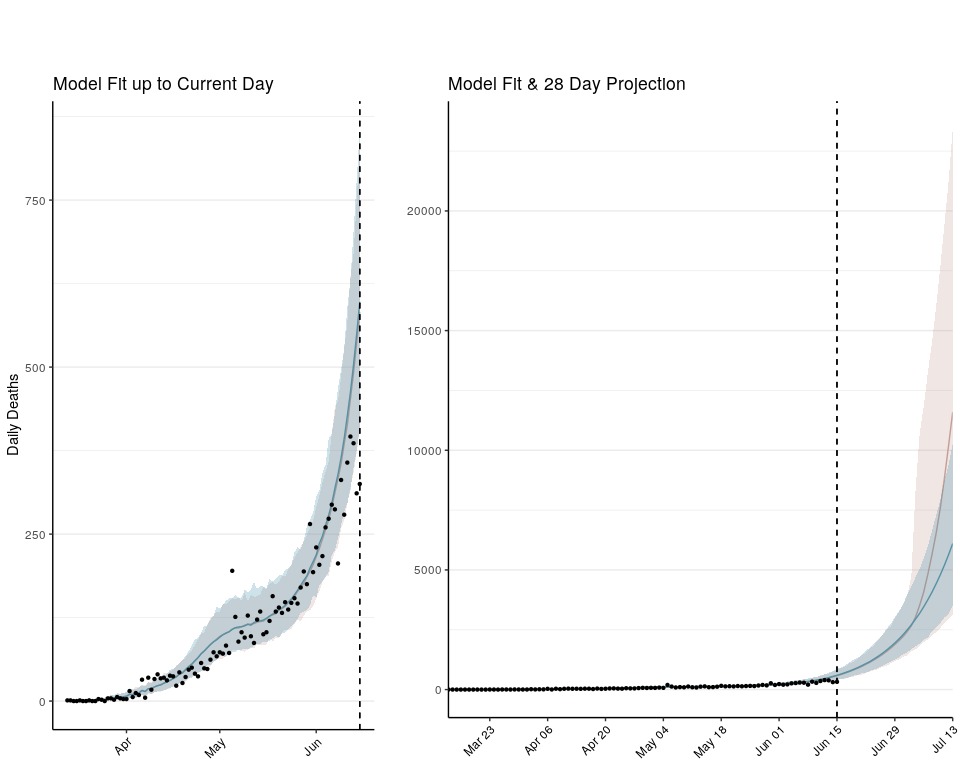 Model Fit up to Current Day
Daily Deaths
750
500
250
0
Apr
May
Jun
Model Fit & 28 Day Projection
20000
15000
10000
5000
0
Mar 23
Apr 06
Apr 20
May 04
May 18
Jun 01
Jun 15
Jun 29
Jul 13